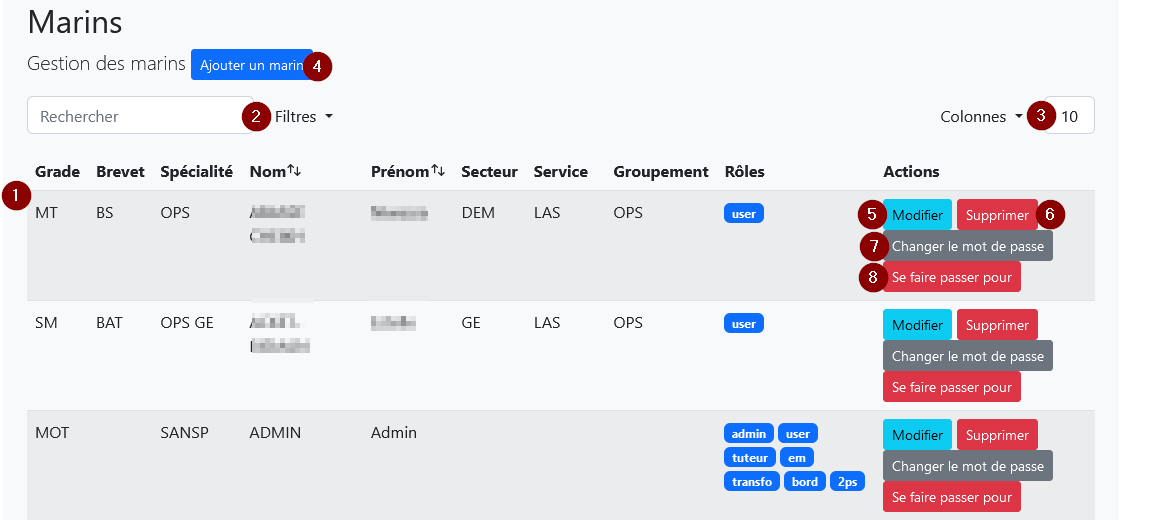 Marins
Gestion des marins Ajouter un marin 4
Rechercher 2 Filtres Colonnes 3 10
Grade Brevet Spécialité Nom Prénom Secteur Service Groupement Rôles Actions
1
MT BS OPS DEM LAS OPS user 5 Modifier Supprimer 6
7 Changer le mot de passe
8 Se faire passer pour
SM BAT OPS GE GE LAS OPS user Modifier Supprimer
Changer le mot de passe
Se faire passer pour
MOT SANSP ADMIN Admin admin user Modifier Supprimer
tuteur em Changer le mot de passe
transfo bord 2ps Se faire passer pour